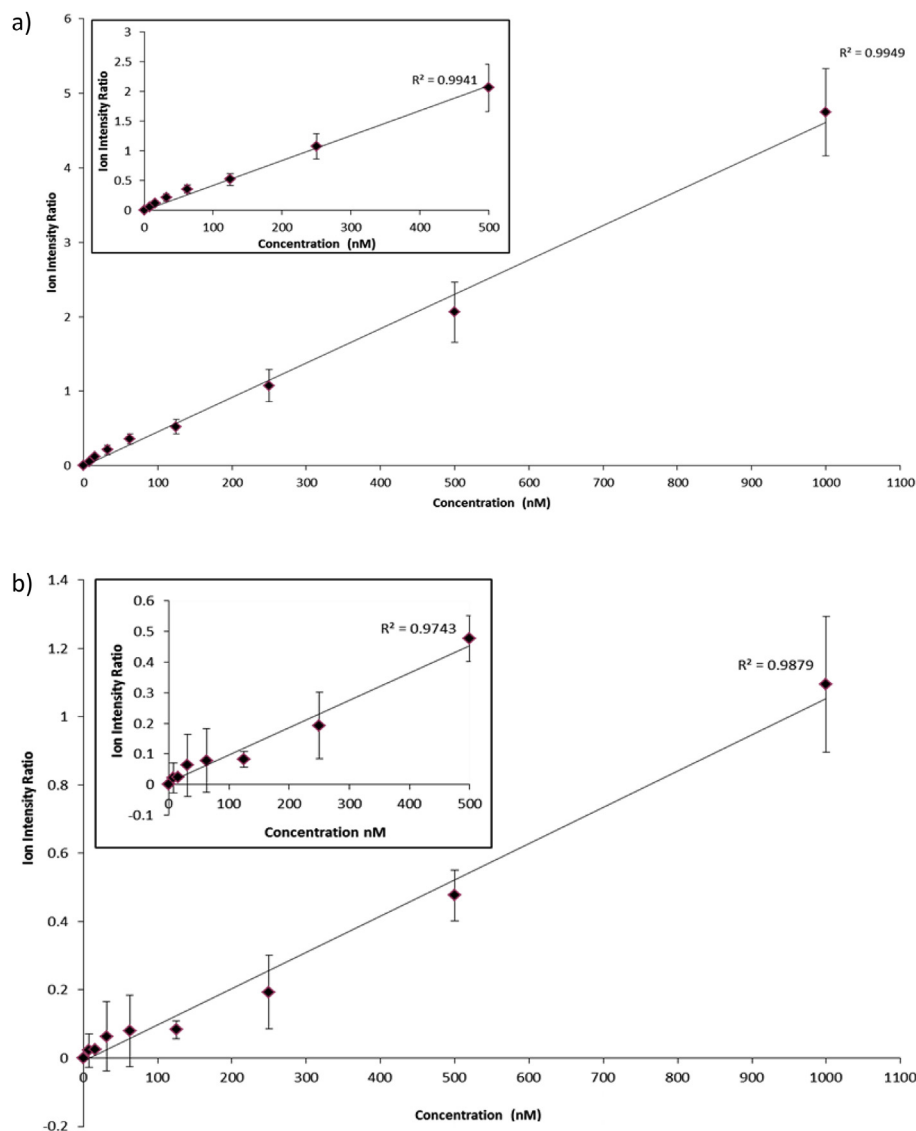 a)
6
5
4
3
2
1
0
Ion Intensity Ratio
0 100 200 300 400 500 600 700 800 900 1000 1100
Concentration (nM)
R² = 0.9949
3
2.5
2
1.5
1
0.5
0
Ion Intensity Ratio
R² = 0.9941
0 100 200 300 400 500
Concentration (nM)
b)
1.4
1.2
1
0.8
0.6
0.4
0.2
0
-0.2
Ion Intensity Ratio
0 100 200 300 400 500 600 700 800 900 1000 1100
Concentration (nM)
R² = 0.9879
0.6
0.5
0.4
0.3
0.2
0.1
0
-0.1
Ion Intensity Ratio
R² = 0.9743
0 100 200 300 400 500
Concentration nM